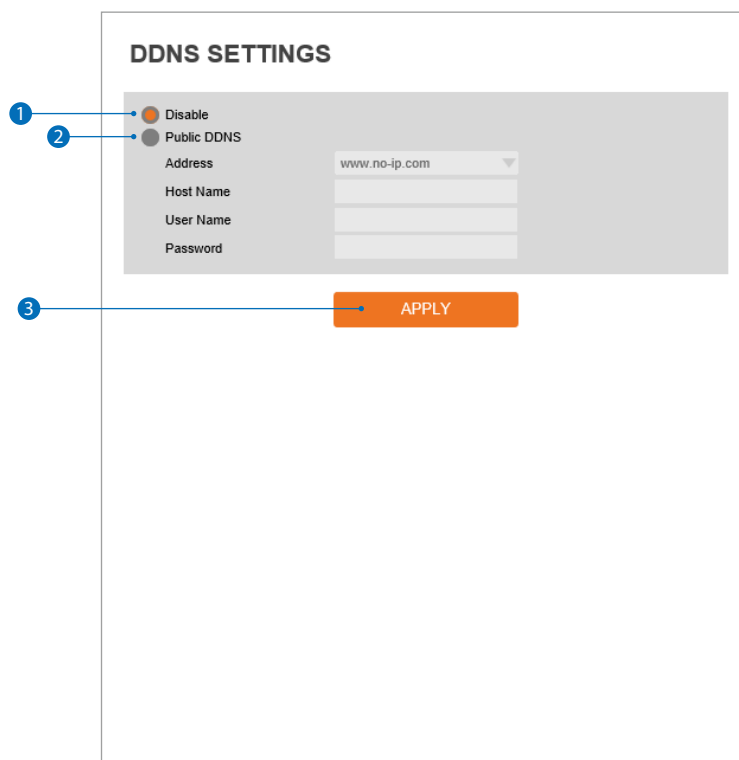 DDNS SETTINGS
1 Disable
2 Public DDNS
Address www.no-ip.com
Host Name
User Name
Password
3 APPLY